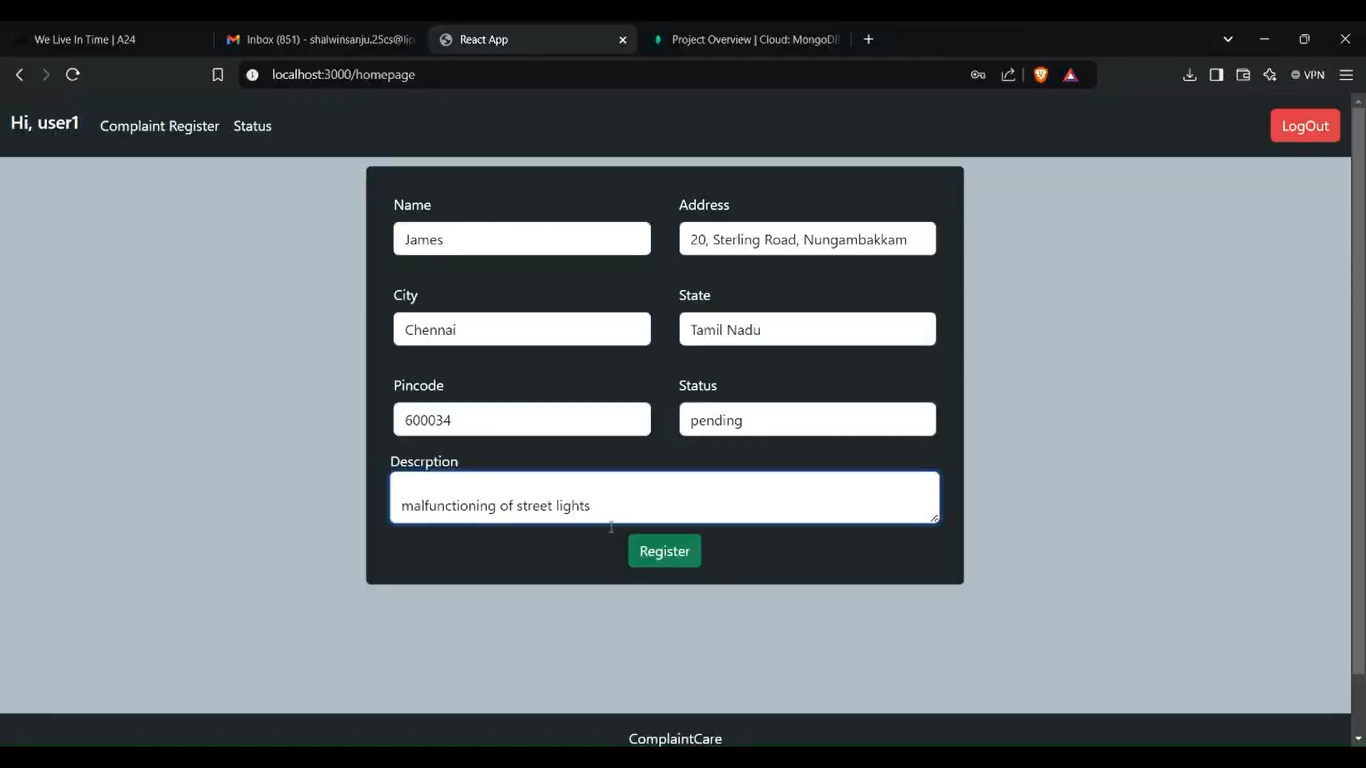 We Live In Time | A24
Inbox (851) - shalwinsanju.25cs@lic
React App
Project Overview | Cloud: MongoDB
localhost:3000/homepage
VPN
Hi, user1 Complaint Register Status LogOut
Name Address
James 20, Sterling Road, Nungambakkam
City State
Chennai Tamil Nadu
Pincode Status
600034 pending
Descrption
malfunctioning of street lights
Register
ComplaintCare